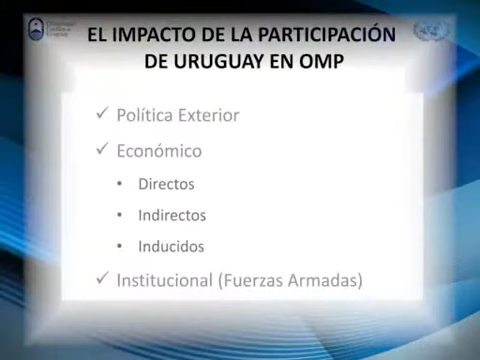 EL IMPACTO DE LA PARTICIPACIÓN
DE URUGUAY EN OMP
✓ Política Exterior
✓ Económico
• Directos
• Indirectos
• Inducidos
✓ Institucional (Fuerzas Armadas)